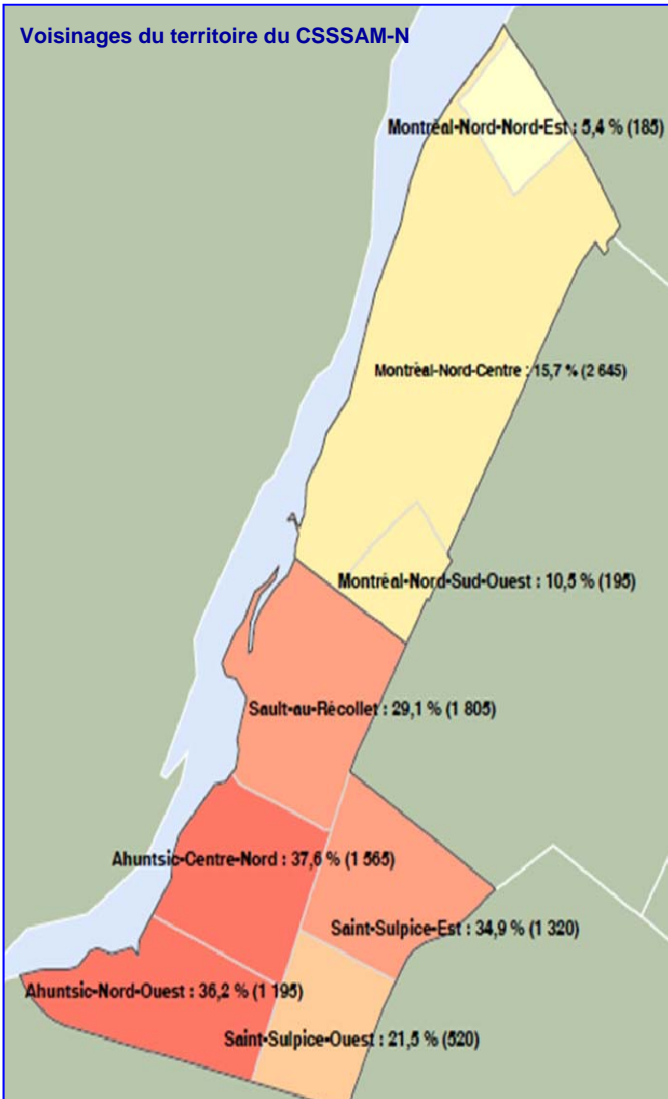 Voisinages du territoire du CSSSAM-N
Montréal-Nord-Nord-Est : 5,4 % (185)
Montréal-Nord-Centre : 15,7 % (2 645)
Montréal-Nord-Sud-Ouest : 10,5 % (195)
Sault-au-Récollet : 29,1 % (1 805)
Ahuntsic-Centre-Nord : 37,6 % (1 565)
Saint-Sulpice-Est : 34,9 % (1 320)
Ahuntsic-Nord-Ouest : 36,2 % (1 195)
Saint-Sulpice-Ouest : 21,5 % (520)